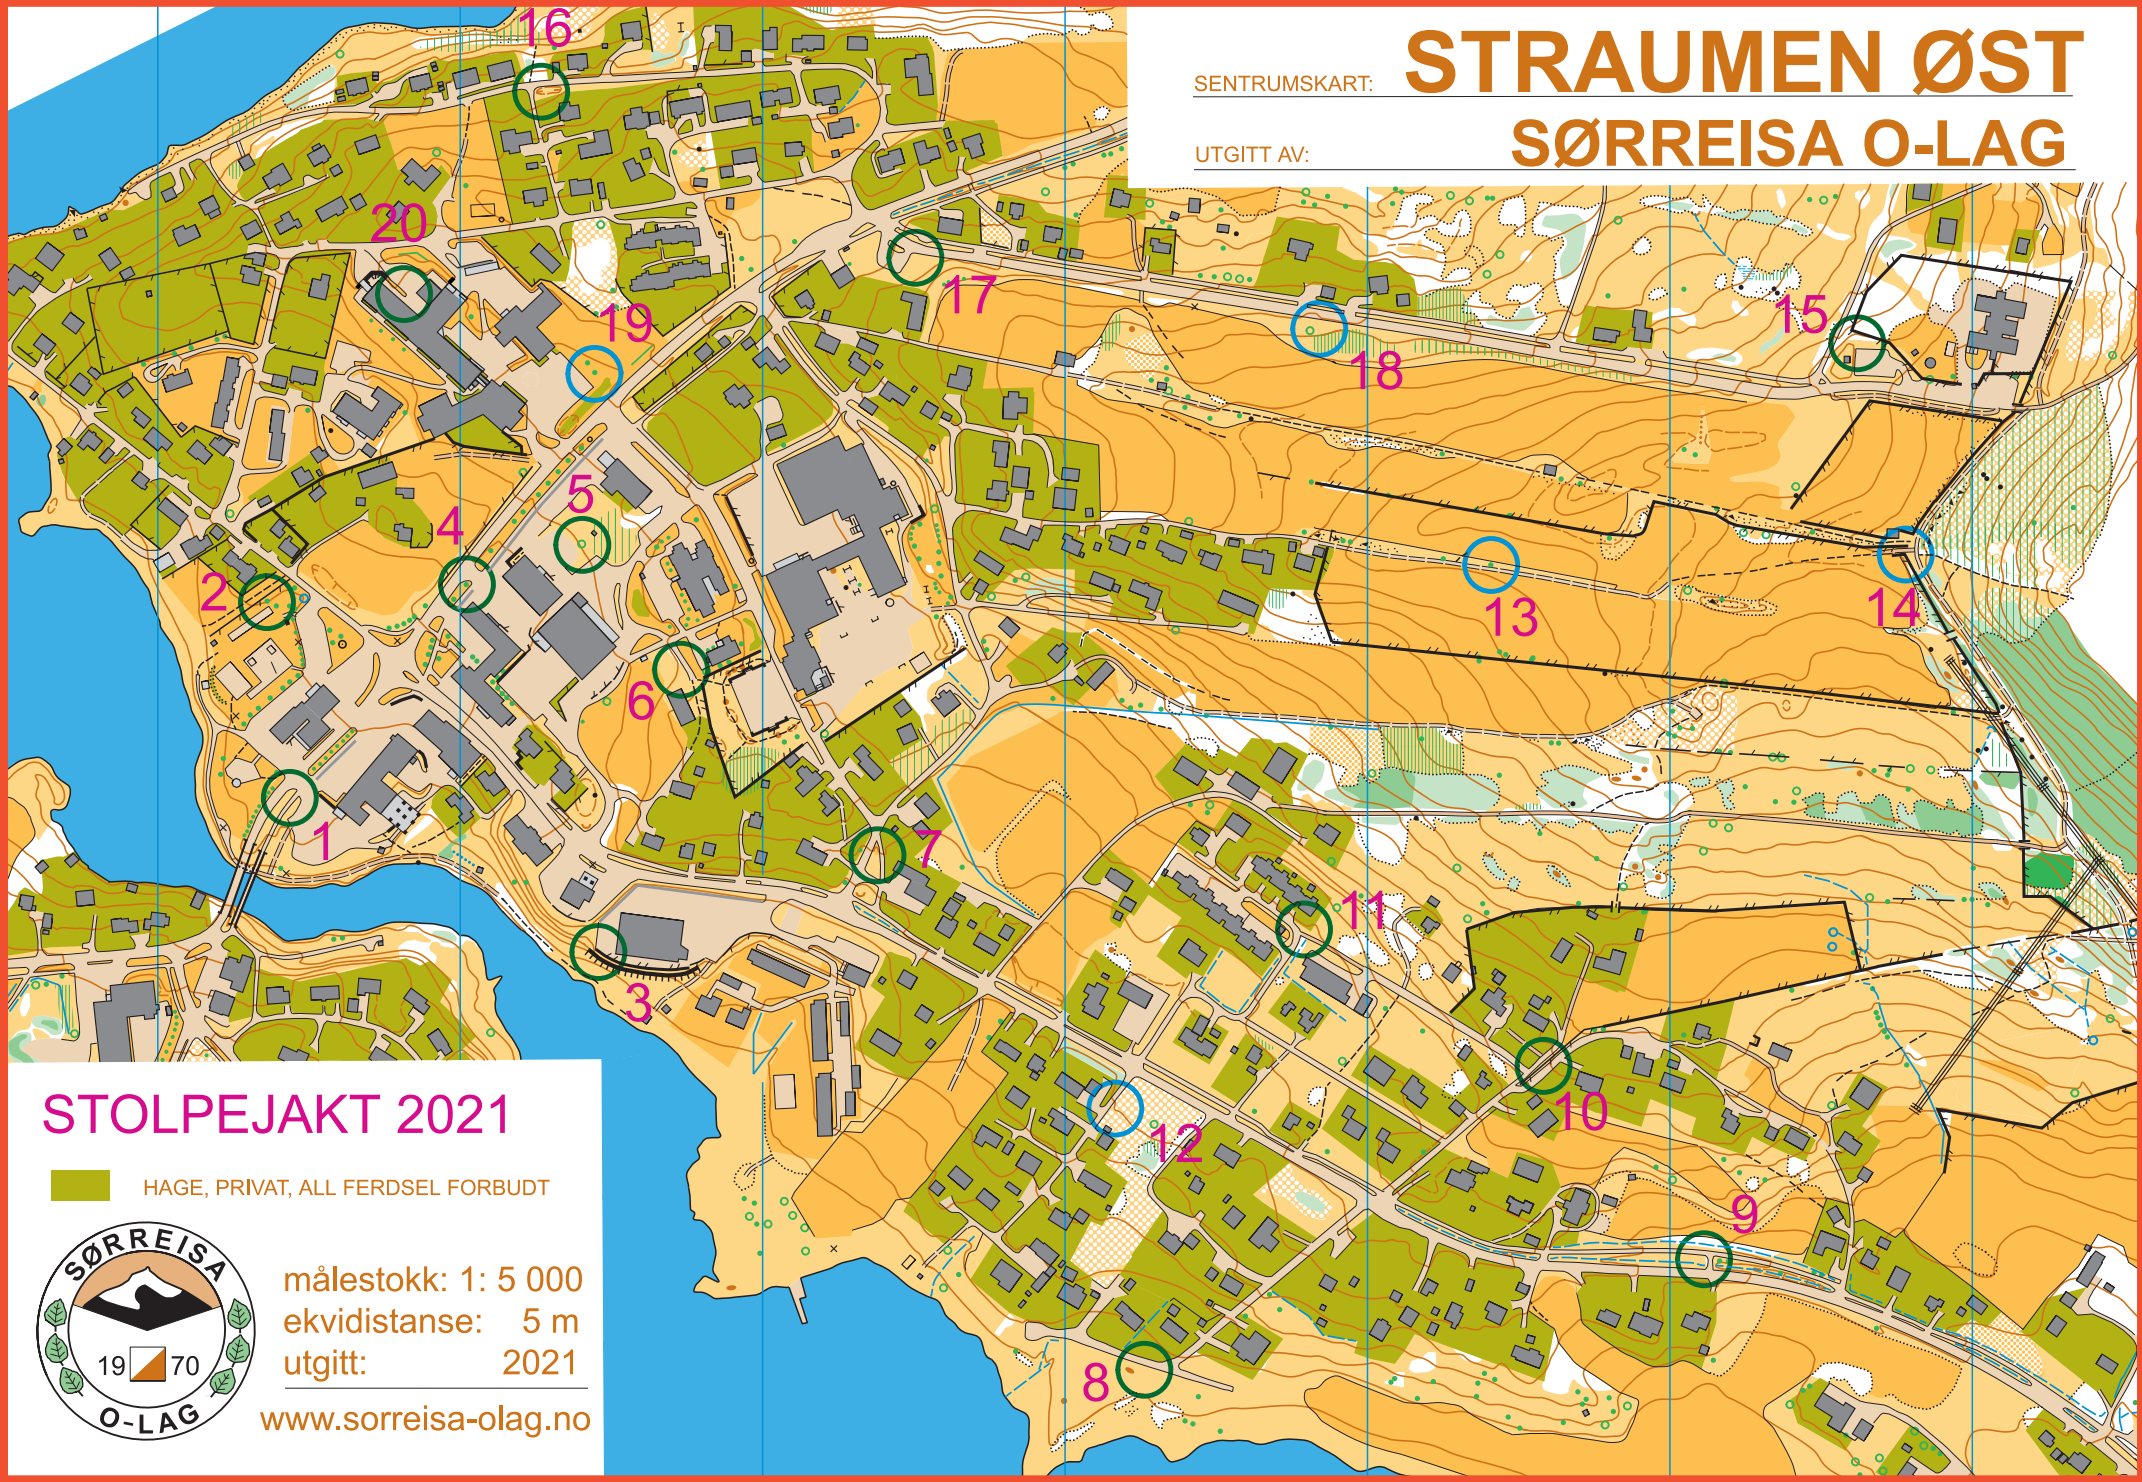 SENTRUMSKART: STRAUMEN ØST
UTGITT AV: SØRREISA O-LAG
16
20
19
17
18
15
4
5
2
6
13
14
1
7
11
3
10
12
9
8
STOLPEJAKT 2021
HAGE, PRIVAT, ALL FERDSEL FORBUDT
SØRREISA
19 70
O-LAG
målestokk: 1: 5 000
ekvidistanse: 5 m
utgitt: 2021
www.sorreisa-olag.no